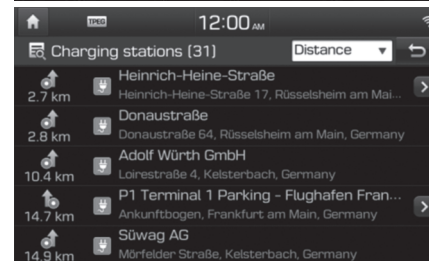 TPEG 12:00 AM
Charging stations (31) Distance
Heinrich-Heine-Straße
2.7 km Heinrich-Heine-Straße 17, Rüsselsheim am Mai...
Donaustraße
2.8 km Donaustraße 64, Rüsselsheim am Main, Germany
Adolf Würth GmbH
10.4 km Loirestraße 4, Kelsterbach, Germany
P1 Terminal 1 Parking - Flughafen Fran...
14.7 km Ankunftbogen, Frankfurt am Main, Germany
Süwag AG
14.9 km Mörfelder Straße, Kelsterbach, Germany